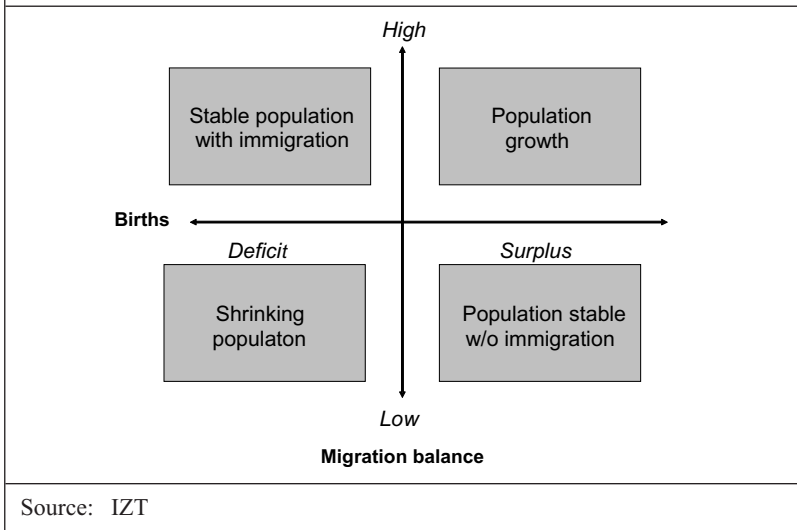 High
Stable population
with immigration
Population
growth
Births
Deficit
Surplus
Shrinking
populaton
Population stable
w/o immigration
Low
Migration balance
Source: IZT